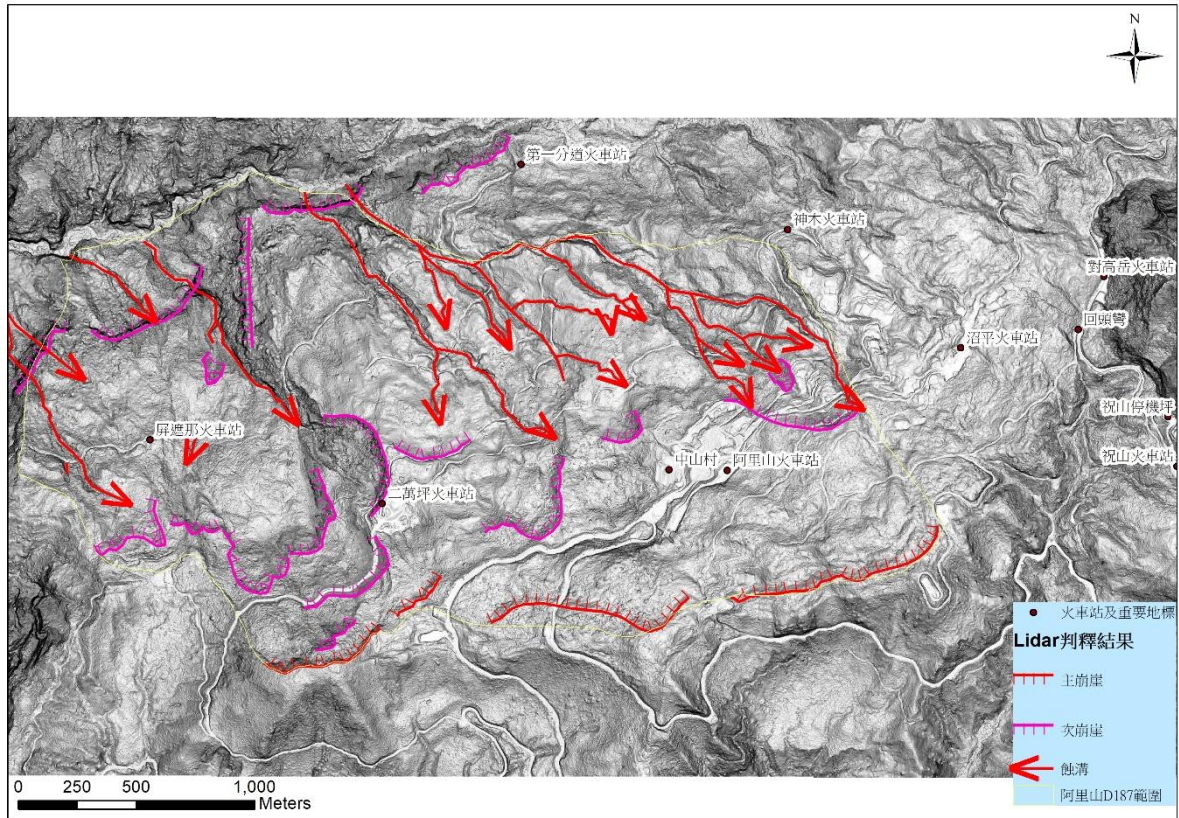 N
第一分道火車站
神木火車站
對高岳火車站
回頭彎
沼平火車站
祝山停機坪
屏遮那火車站
祝山火車站
中山村
阿里山火車站
二萬坪火車站
火車站及重要地標
Lidar判釋結果
主崩崖
次崩崖
蝕溝
阿里山D187範圍
0 250 500 1,000
Meters